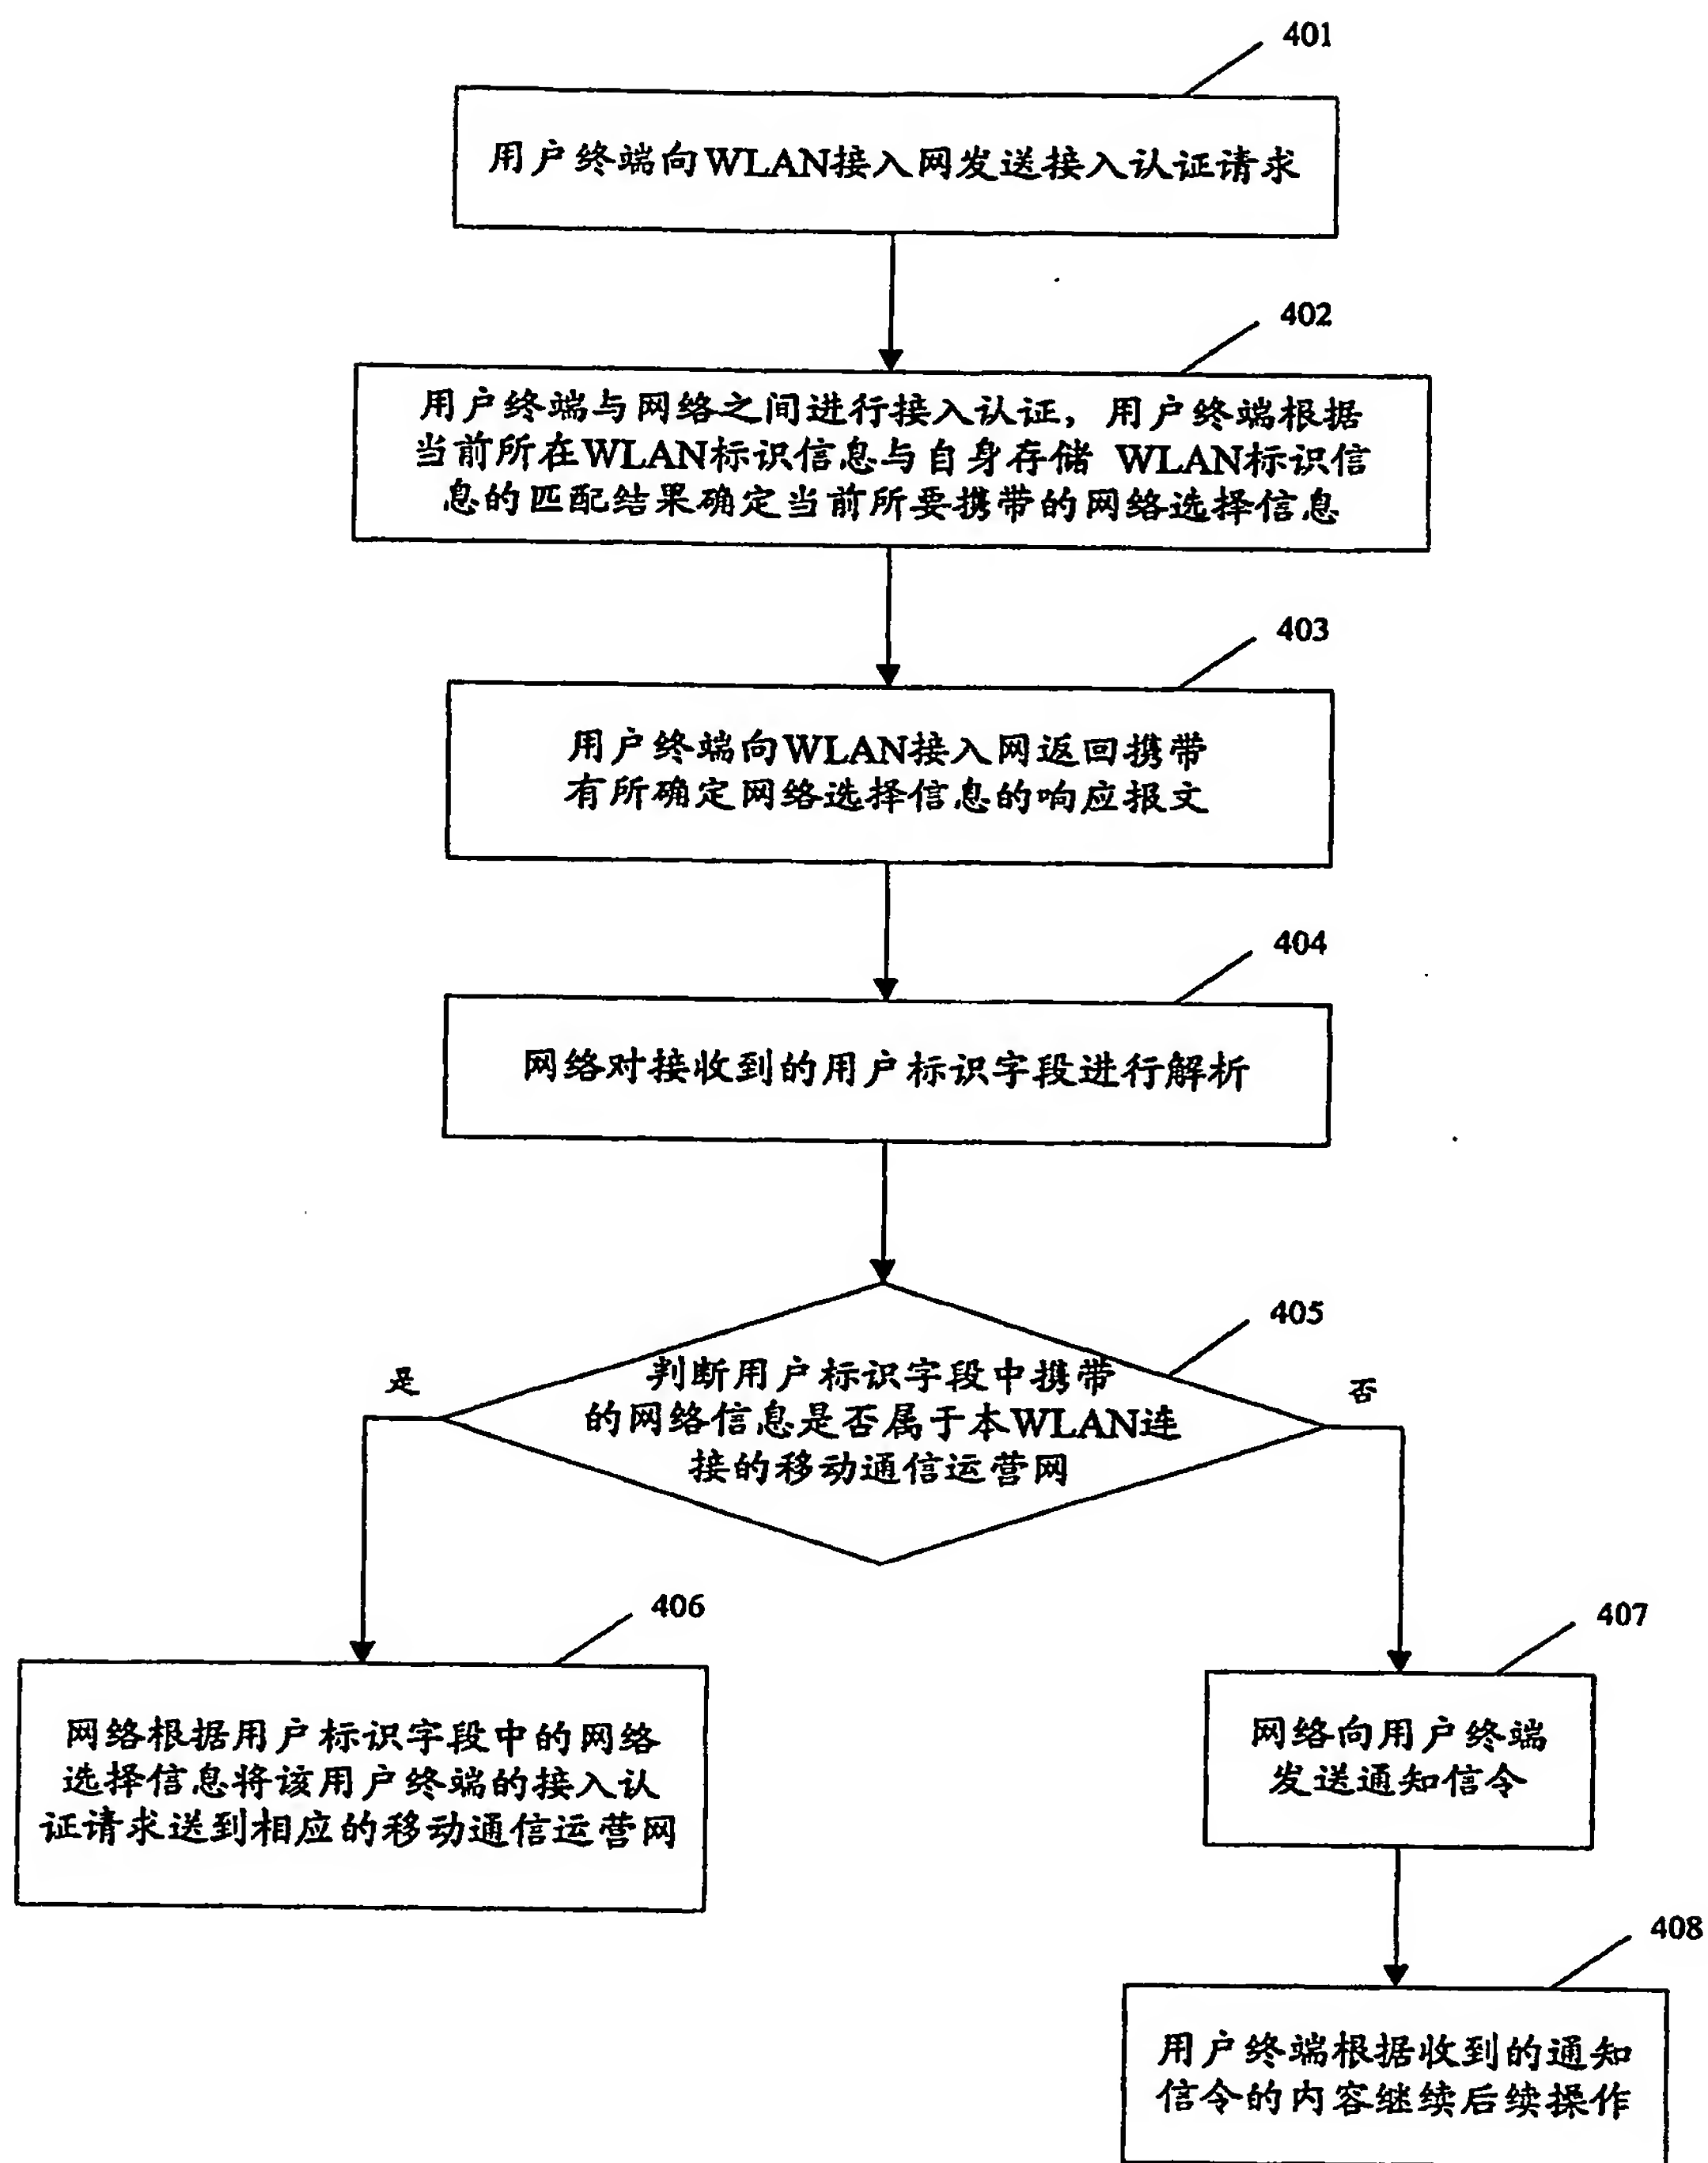 401
用户终端向WLAN接入网发送接入认证请求
402
用户终端与网络之间进行接入认证，用户终端根据
当前所在WLAN标识信息与自身存储 WLAN标识信
息的匹配结果确定当前所要携带的网络选择信息
403
用户终端向WLAN接入网返回携带
有所确定网络选择信息的响应报文
404
网络对接收到的用户标识字段进行解析
405
是
判断用户标识字段中携带
的网络信息是否属于本WLAN连
接的移动通信运营网
否
406
网络根据用户标识字段中的网络
选择信息将该用户终端的接入认
证请求送到相应的移动通信运营网
407
网络向用户终端
发送通知信令
408
用户终端根据收到的通知
信令的内容继续后续操作